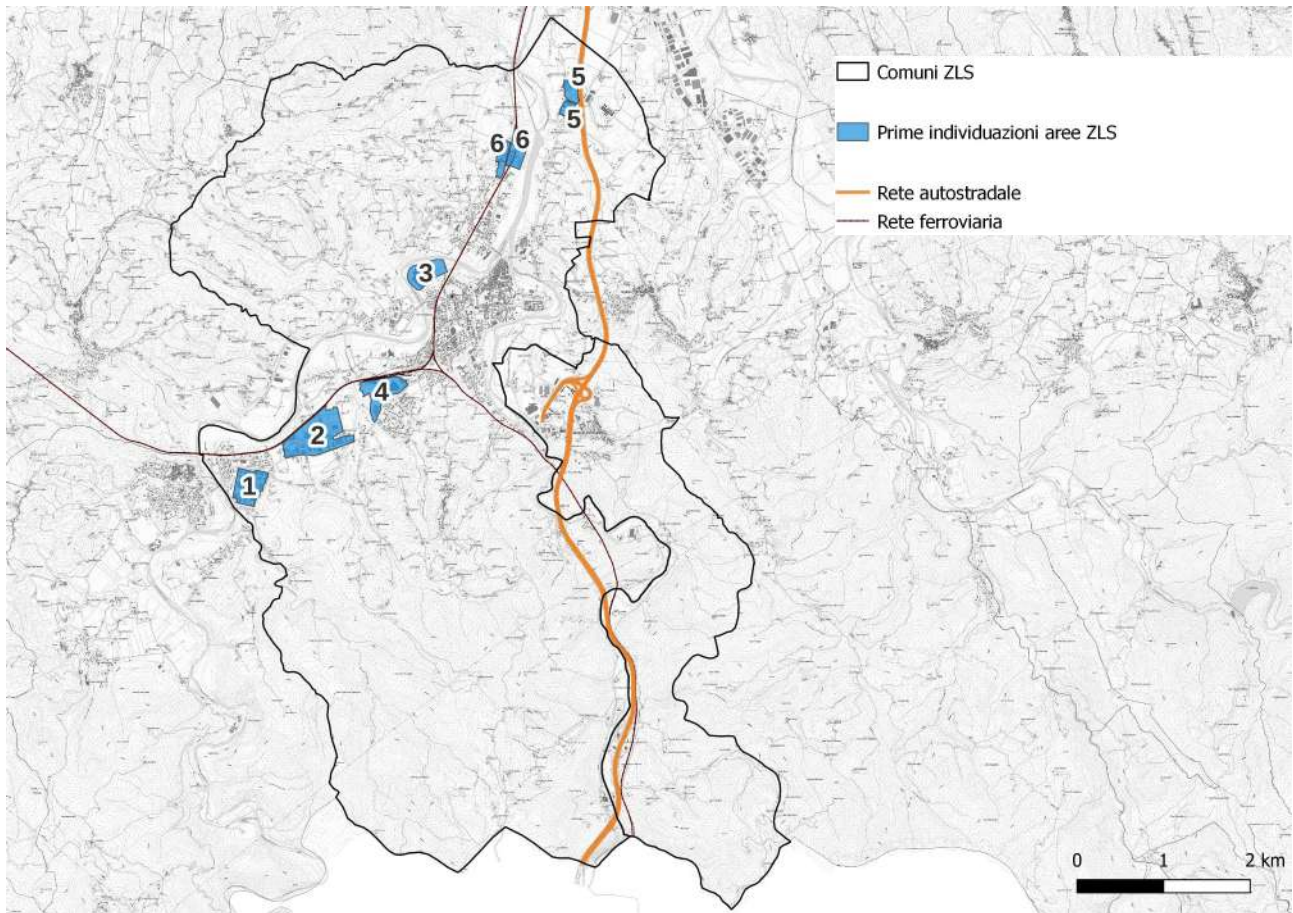 Comuni ZLS
5
Prime individuazioni aree ZLS
5
6 6
Rete autostradale
Rete ferroviaria
3
4
2
1
0 1 2 km